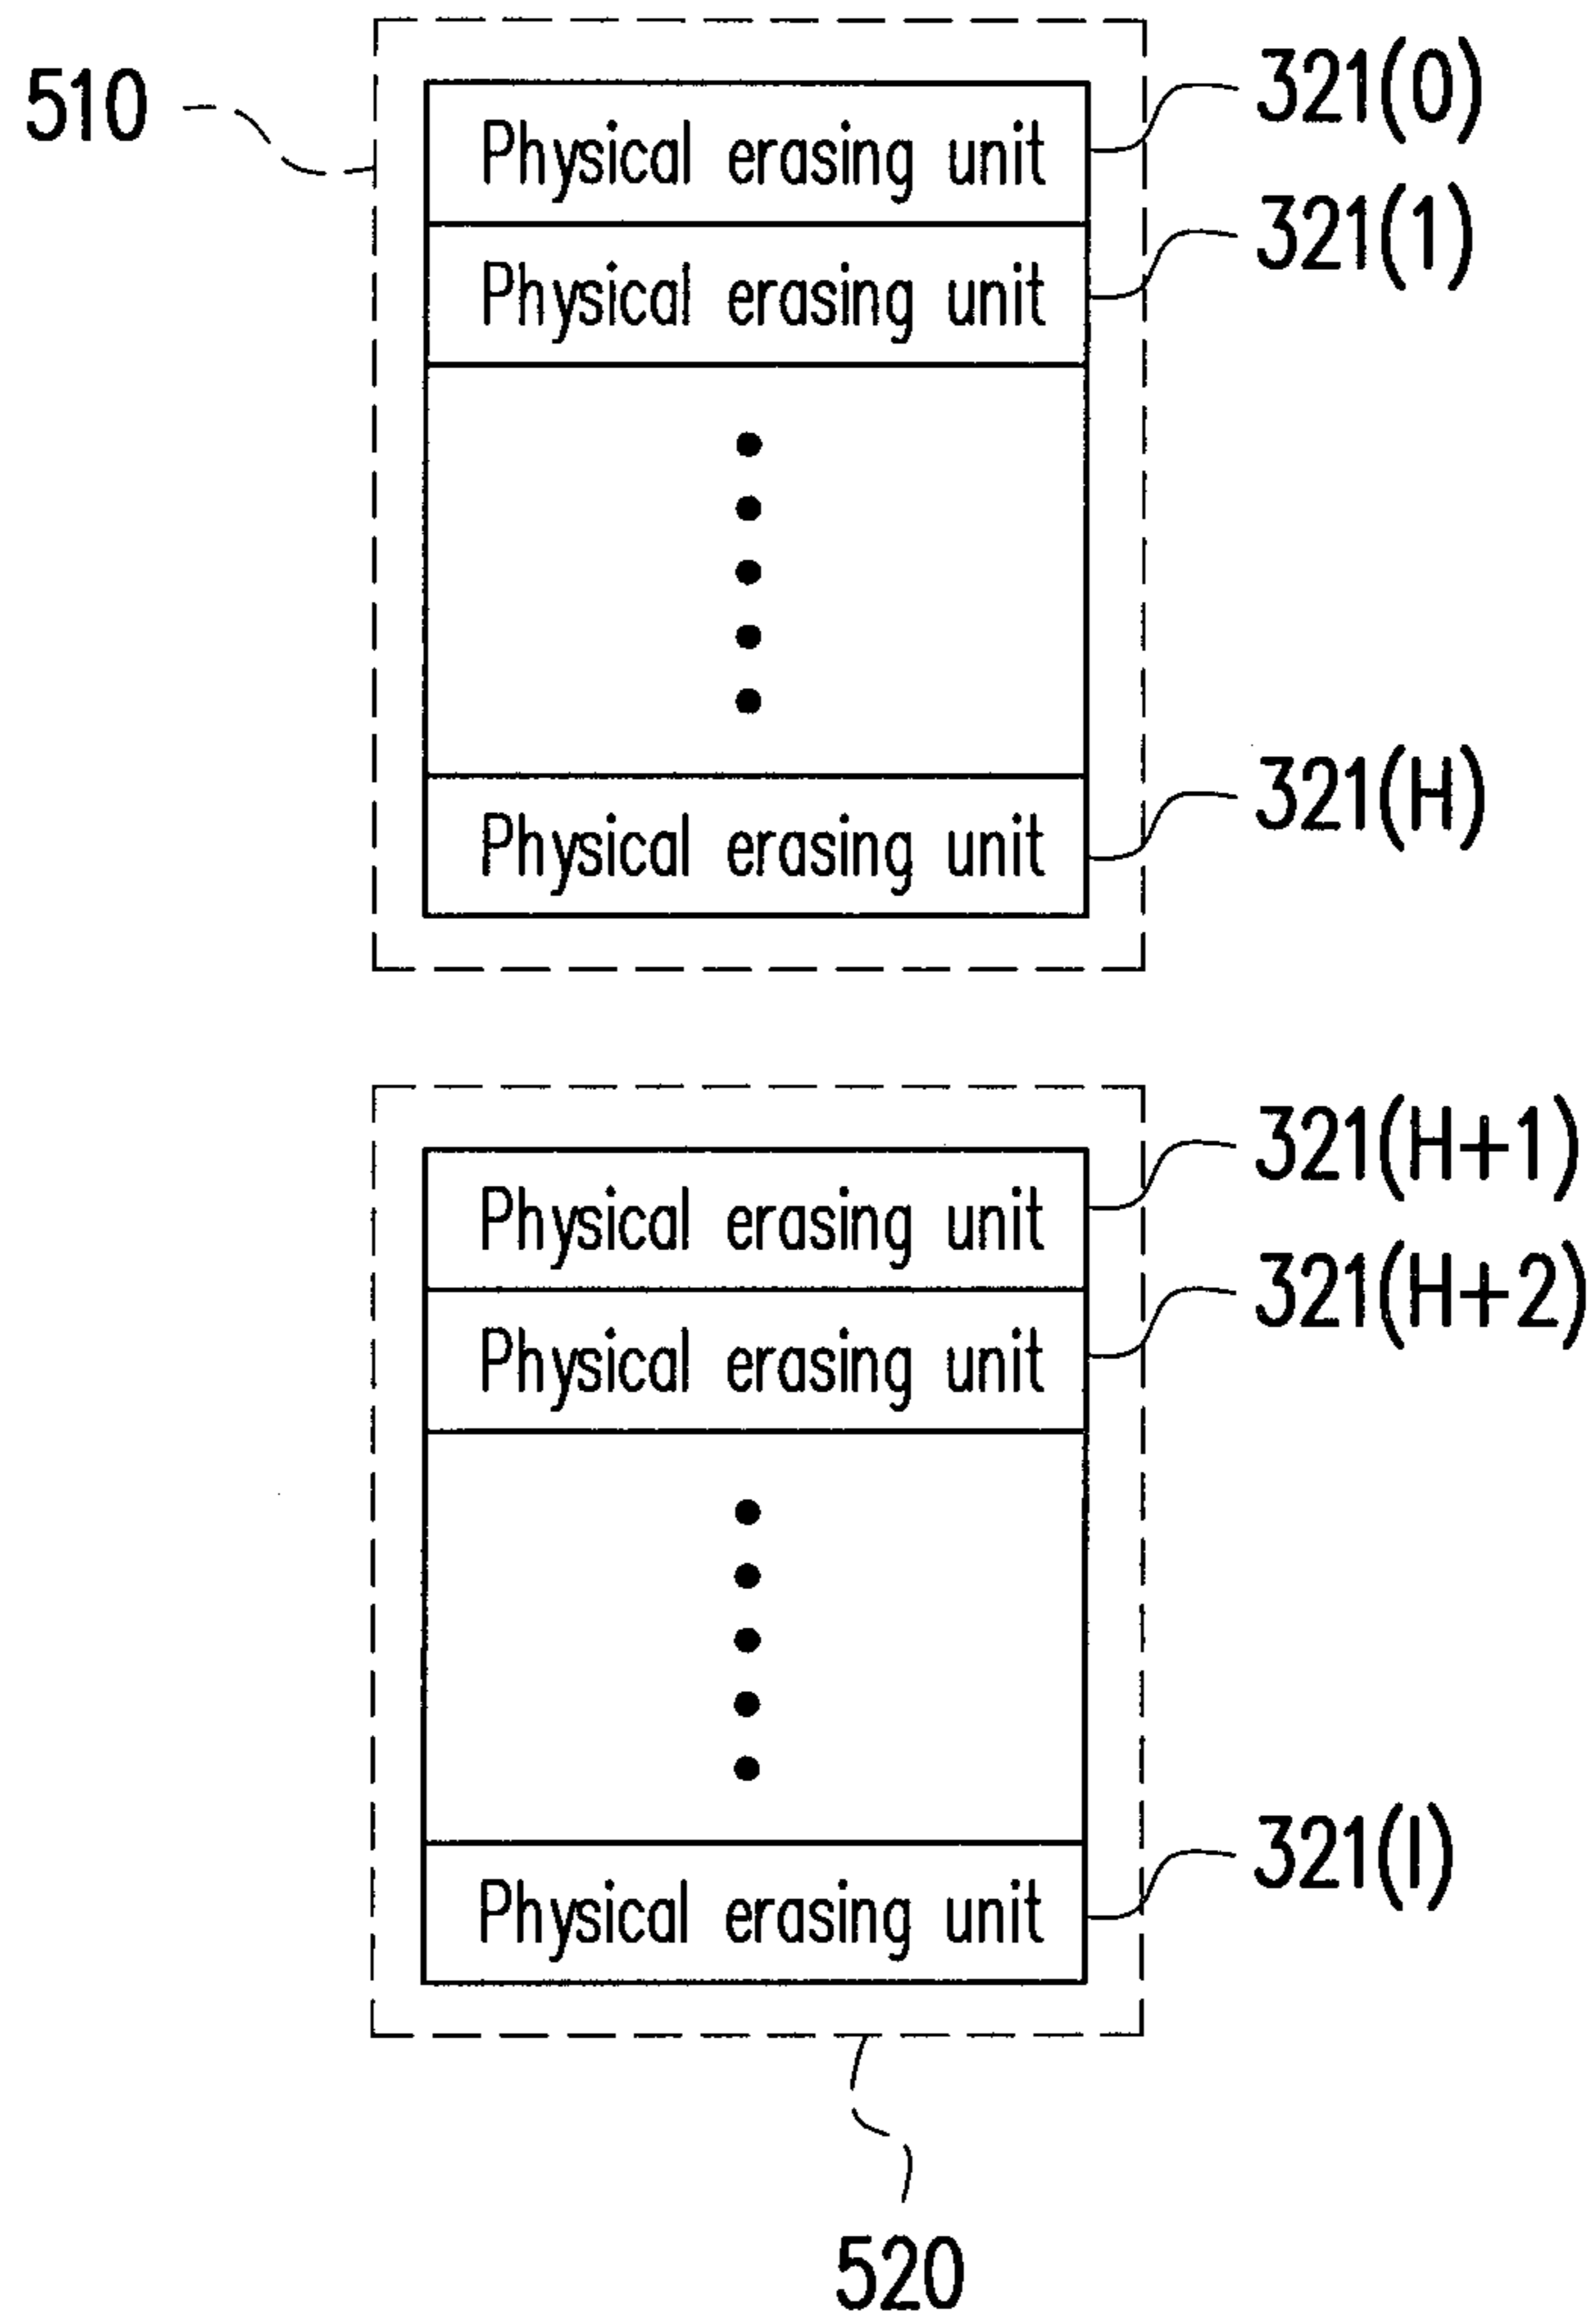 510
Physical erasing unit 321(0)
Physical erasing unit 321(1)
Physical erasing unit 321(H)
Physical erasing unit 321(H+1)
Physical erasing unit 321(H+2)
Physical erasing unit 321(I)
520